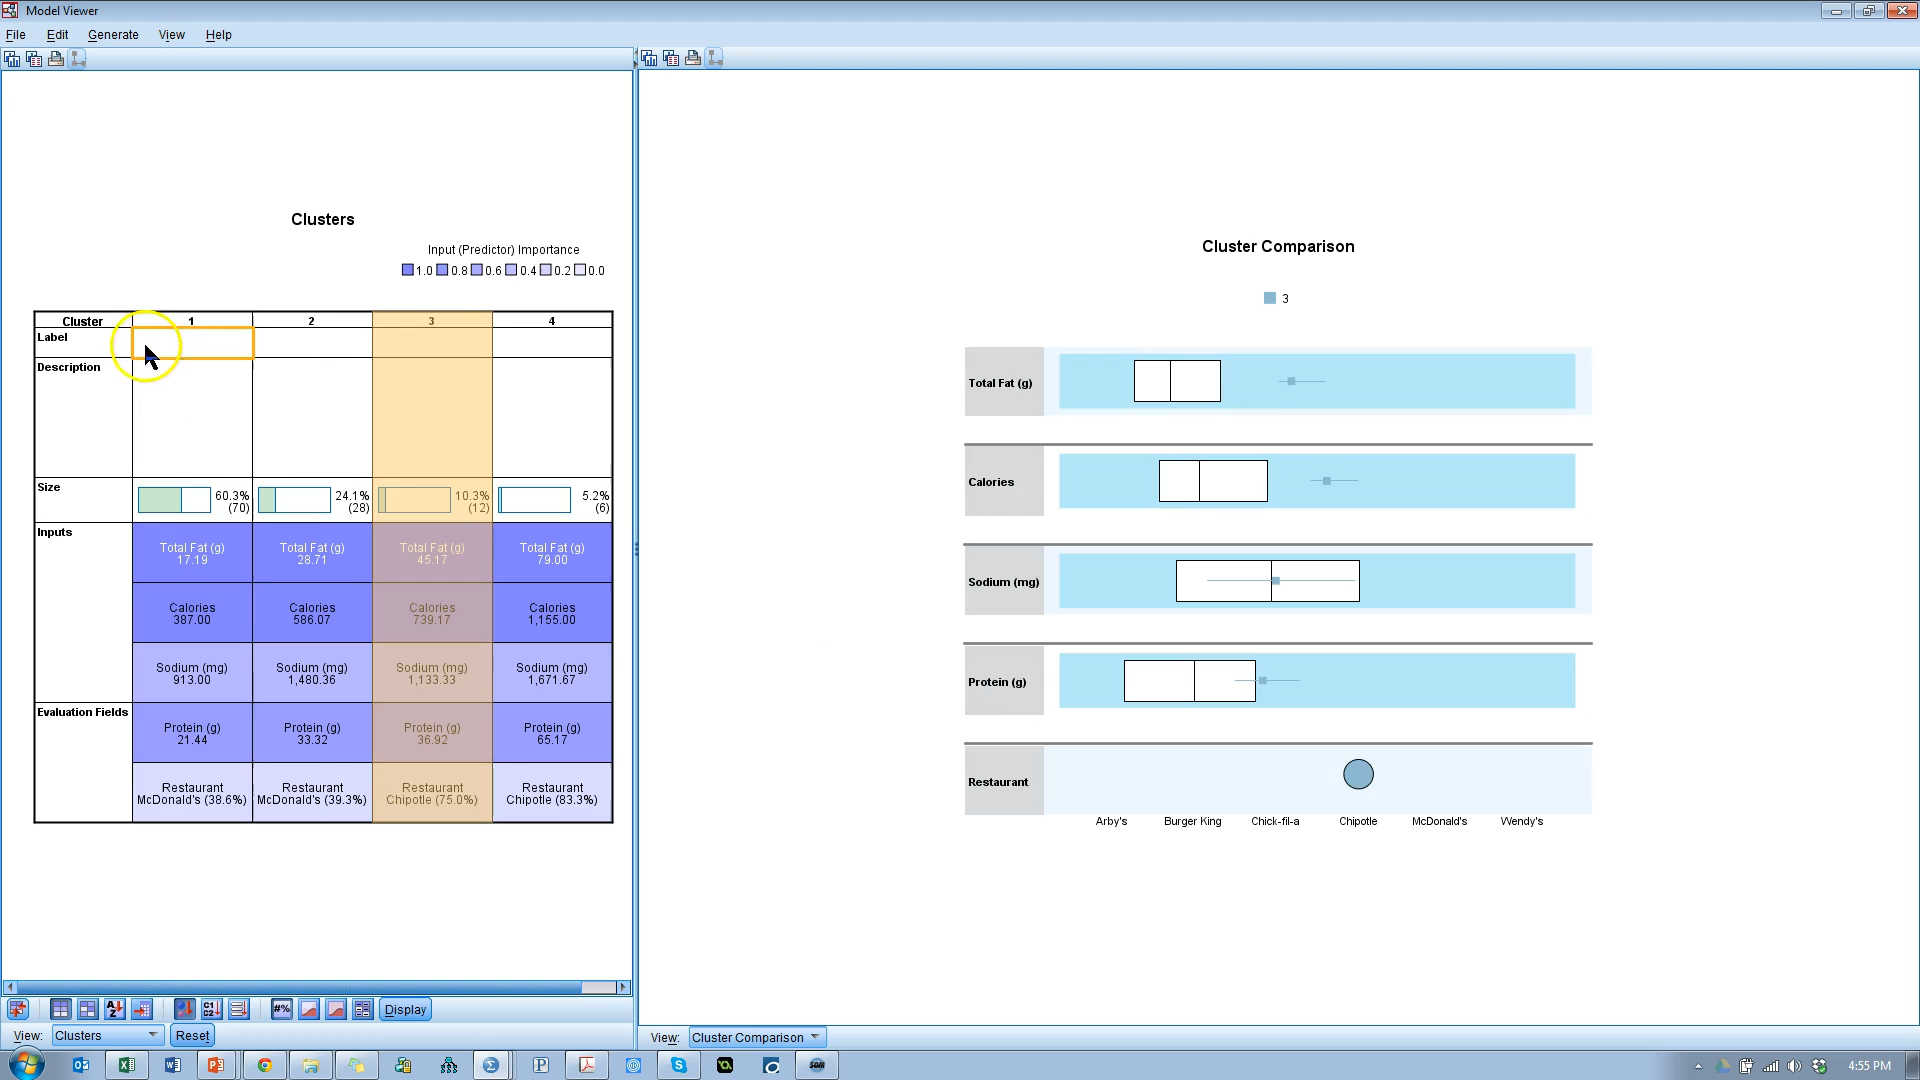 Model Viewer
File Edit Generate View Help
Clusters
Input (Predictor) Importance
1.0 0.8 0.6 0.4 0.2 0.0
Cluster 1 2 3 4
Label
Description
Size 60.3% (70) 24.1% (28) 10.3% (12) 5.2% (6)
Inputs
Total Fat (g) Total Fat (g) Total Fat (g) Total Fat (g)
17.19 28.71 45.17 79.00
Calories Calories Calories Calories
387.00 586.07 739.17 1,155.00
Sodium (mg) Sodium (mg) Sodium (mg) Sodium (mg)
913.00 1,480.36 1,133.33 1,671.67
Evaluation Fields
Protein (g) Protein (g) Protein (g) Protein (g)
21.44 33.32 36.92 65.17
Restaurant Restaurant Restaurant Restaurant
McDonald's (38.6%) McDonald's (39.3%) Chipotle (75.0%) Chipotle (83.3%)
#% Display
View: Clusters Reset
Cluster Comparison
3
Total Fat (g)
Calories
Sodium (mg)
Protein (g)
Restaurant
Arby's Burger King Chick-fil-a Chipotle McDonald's Wendy's
View: Cluster Comparison
4:55 PM